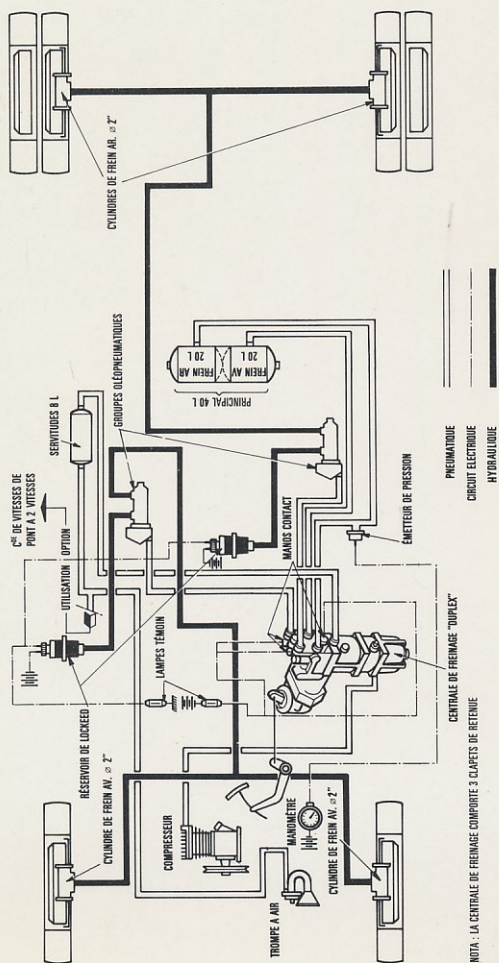 CYLINDRES DE FREIN AR. ø 2"
SERVITUDES 8 L
Cᴰᴱ DE VITESSES DE
PONT A 2 VITESSES
UTILISATION OPTION
GROUPES OLÉOPNEUMATIQUES
RÉSERVOIR DE LOCKEED
CYLINDRE DE FREIN AV. ø 2"
LAMPES TÉMOIN
COMPRESSEUR
TROMPE A AIR
MANOMÈTRE
CYLINDRE DE FREIN AV. ø 2"
MANOS CONTACT
PRINCIPAL 40 L
FREIN AR
20 L
FREIN AV
20 L
ÉMETTEUR DE PRESSION
CENTRALE DE FREINAGE "DUPLEX"
PNEUMATIQUE
CIRCUIT ELECTRIQUE
HYDRAULIQUE
NOTA : LA CENTRALE DE FREINAGE COMPORTE 3 CLAPETS DE RETENUE